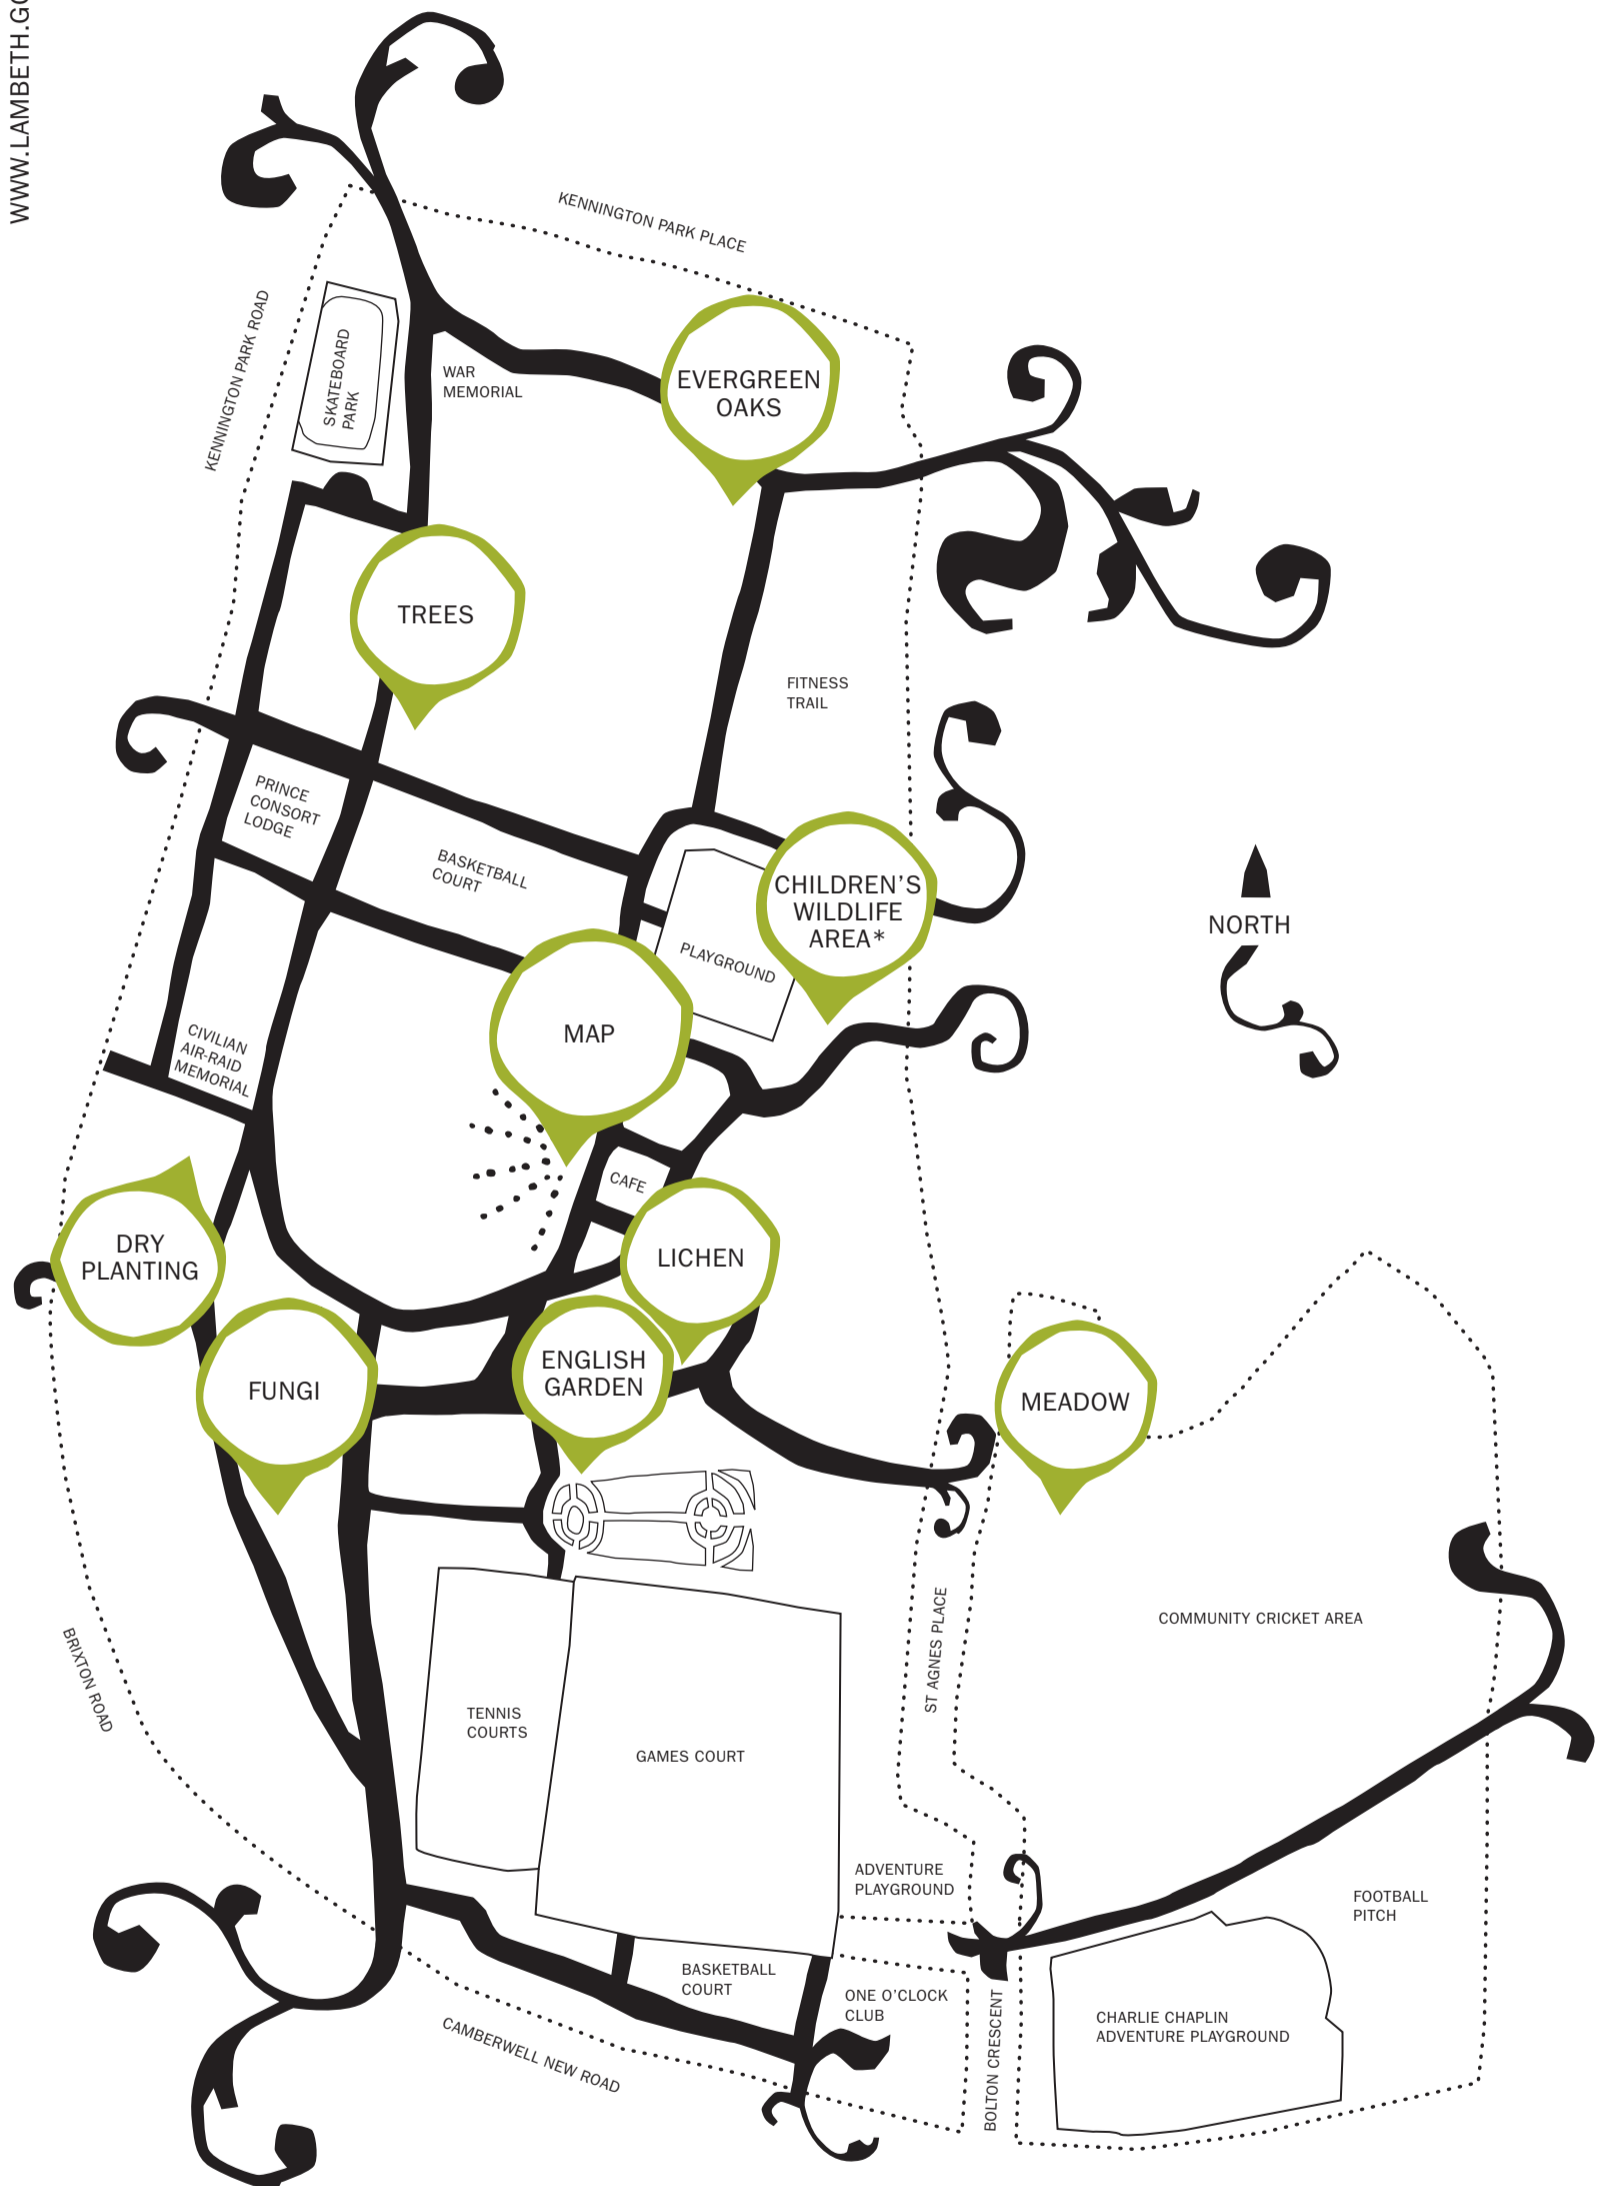 WWW.LAMBETH.GO
KENNINGTON PARK PLACE
KENNINGTON PARK ROAD
SKATEBOARD
PARK
WAR
MEMORIAL
EVERGREEN
OAKS
TREES
FITNESS
TRAIL
PRINCE
CONSORT
LODGE
BASKETBALL
COURT
CHILDREN'S
WILDLIFE
AREA*
PLAYGROUND
NORTH
MAP
CIVILIAN
AIR-RAID
MEMORIAL
CAFE
DRY
PLANTING
LICHEN
FUNGI
ENGLISH
GARDEN
MEADOW
BRIXTON ROAD
ST AGNES PLACE
COMMUNITY CRICKET AREA
TENNIS
COURTS
GAMES COURT
ADVENTURE
PLAYGROUND
FOOTBALL
PITCH
BASKETBALL
COURT
ONE O'CLOCK
CLUB
BOLTON CRESCENT
CHARLIE CHAPLIN
ADVENTURE PLAYGROUND
CAMBERWELL NEW ROAD